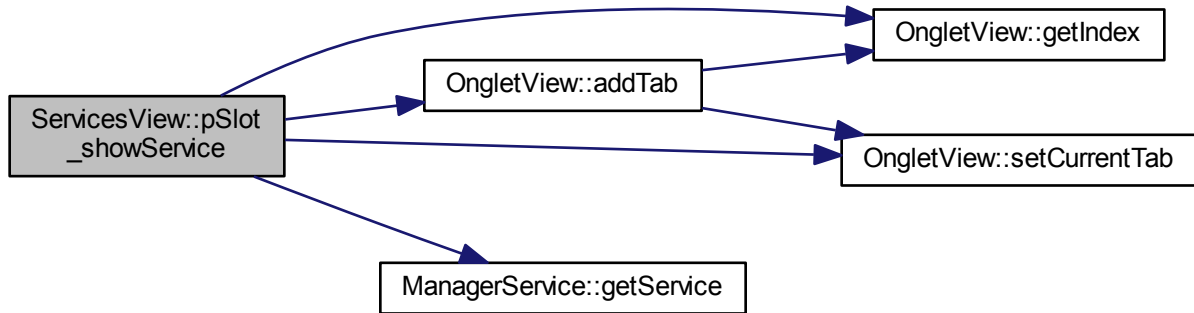 OngletView::getIndex
OngletView::addTab
ServicesView::pSlot
_showService
OngletView::setCurrentTab
ManagerService::getService